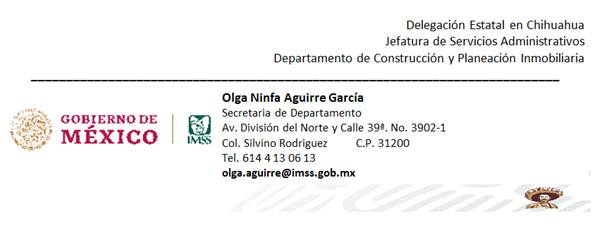 Delegación Estatal en Chihuahua
Jefatura de Servicios Administrativos
Departamento de Construcción y Planeación Inmobiliaria
GOBIERNO DE
MÉXICO
IMSS
Olga Ninfa Aguirre García
Secretaria de Departamento
Av. División del Norte y Calle 39ª. No. 3902-1
Col. Silvino Rodriguez C.P. 31200
Tel. 614 4 13 06 13
olga.aguirre@imss.gob.mx